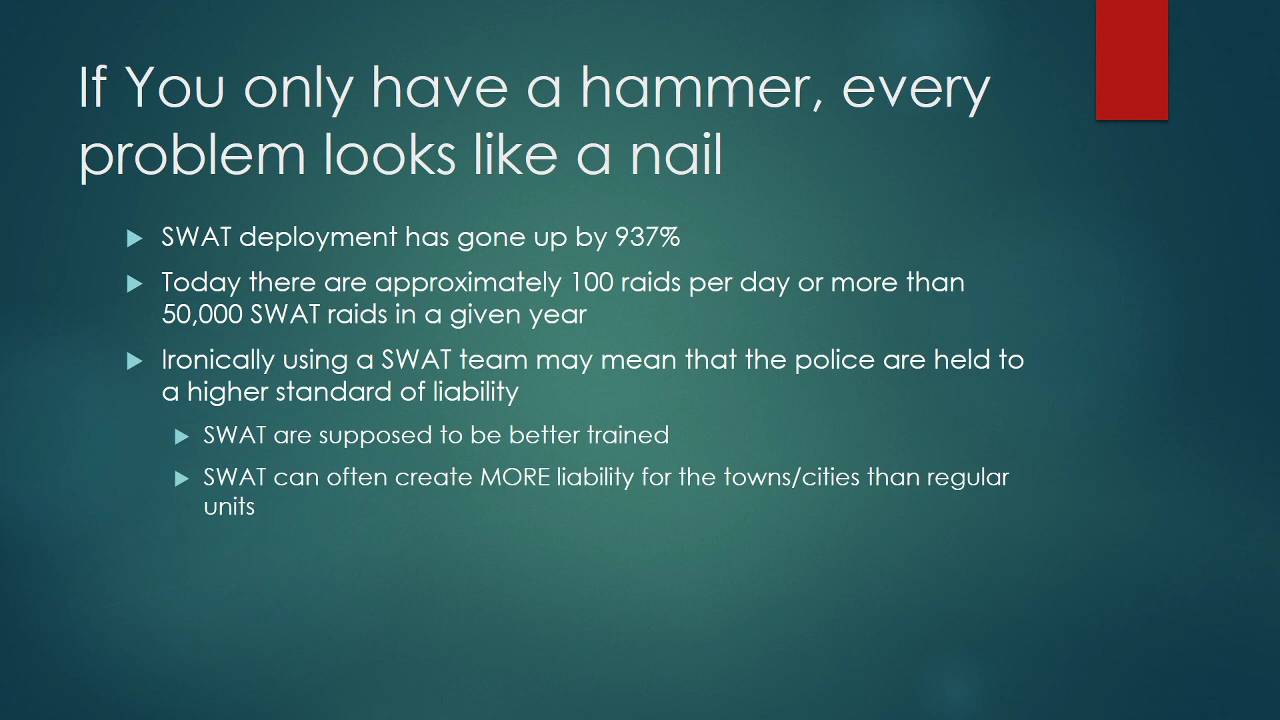 If You only have a hammer, every
problem looks like a nail
SWAT deployment has gone up by 937%
Today there are approximately 100 raids per day or more than
50,000 SWAT raids in a given year
Ironically using a SWAT team may mean that the police are held to
a higher standard of liability
SWAT are supposed to be better trained
SWAT can often create MORE liability for the towns/cities than regular
units